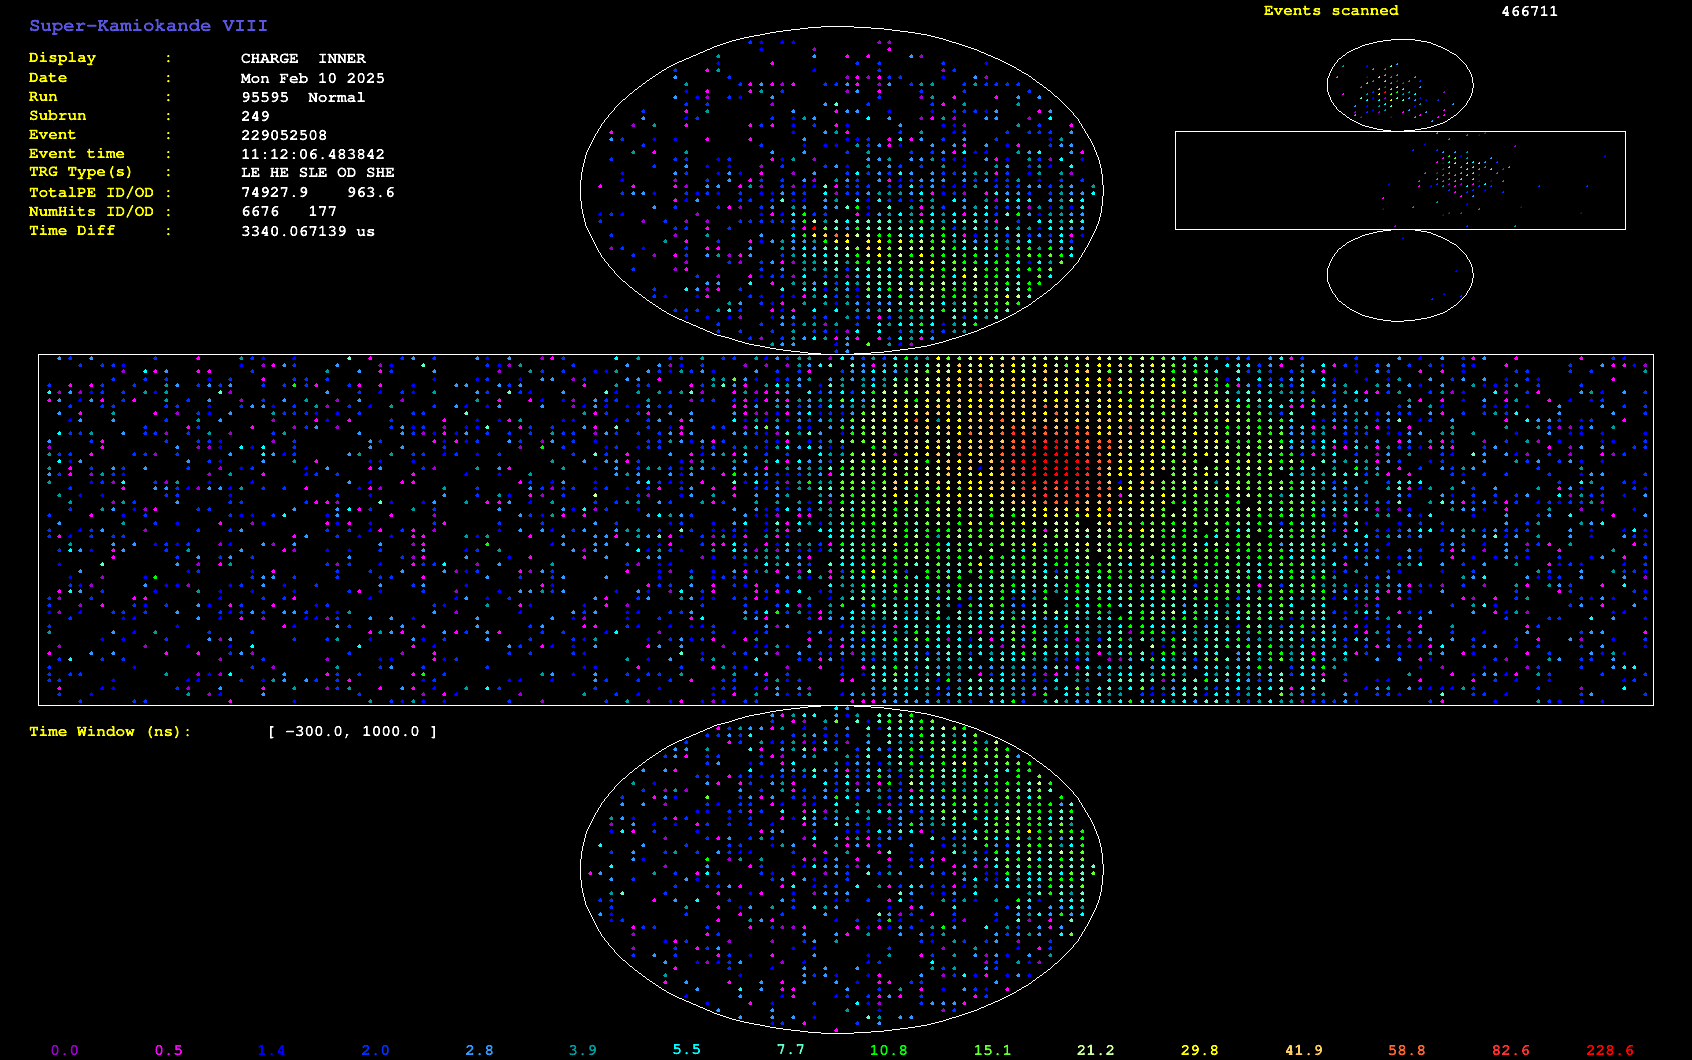 Super-Kamiokande VIII
Events scanned 466711
Display : CHARGE INNER
Date : Mon Feb 10 2025
Run : 95595 Normal
Subrun : 249
Event : 229052508
Event time : 11:12:06.483842
TRG Type(s) : LE HE SLE OD SHE
TotalPE ID/OD : 74927.9 963.6
NumHits ID/OD : 6676 177
Time Diff : 3340.067139 us
Time Window (ns): [ -300.0, 1000.0 ]
0.0 0.5 1.4 2.0 2.8 3.9 5.5 7.7 10.8 15.1 21.2 29.8 41.9 58.8 82.6 228.6